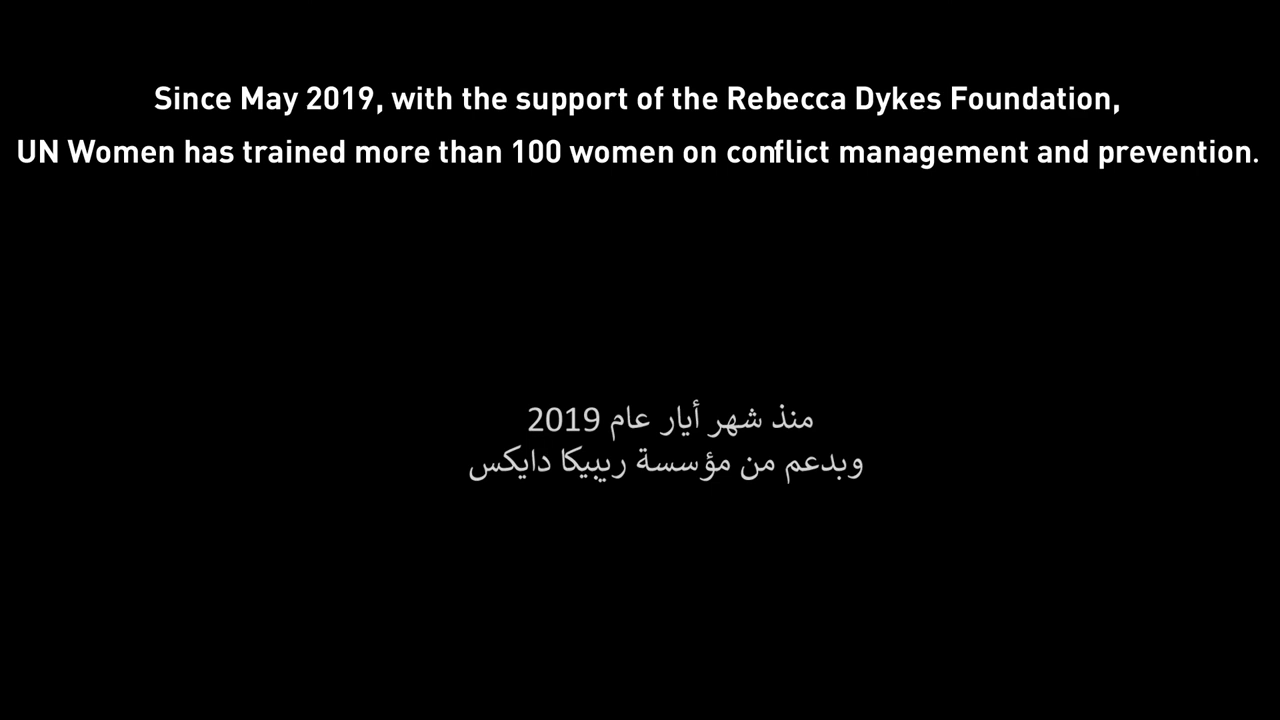 Since May 2019, with the support of the Rebecca Dykes Foundation,
UN Women has trained more than 100 women on conflict management and prevention.
منذ شهر أيار عام 2019
وبدعم من مؤسسة ريبيكا دايكس